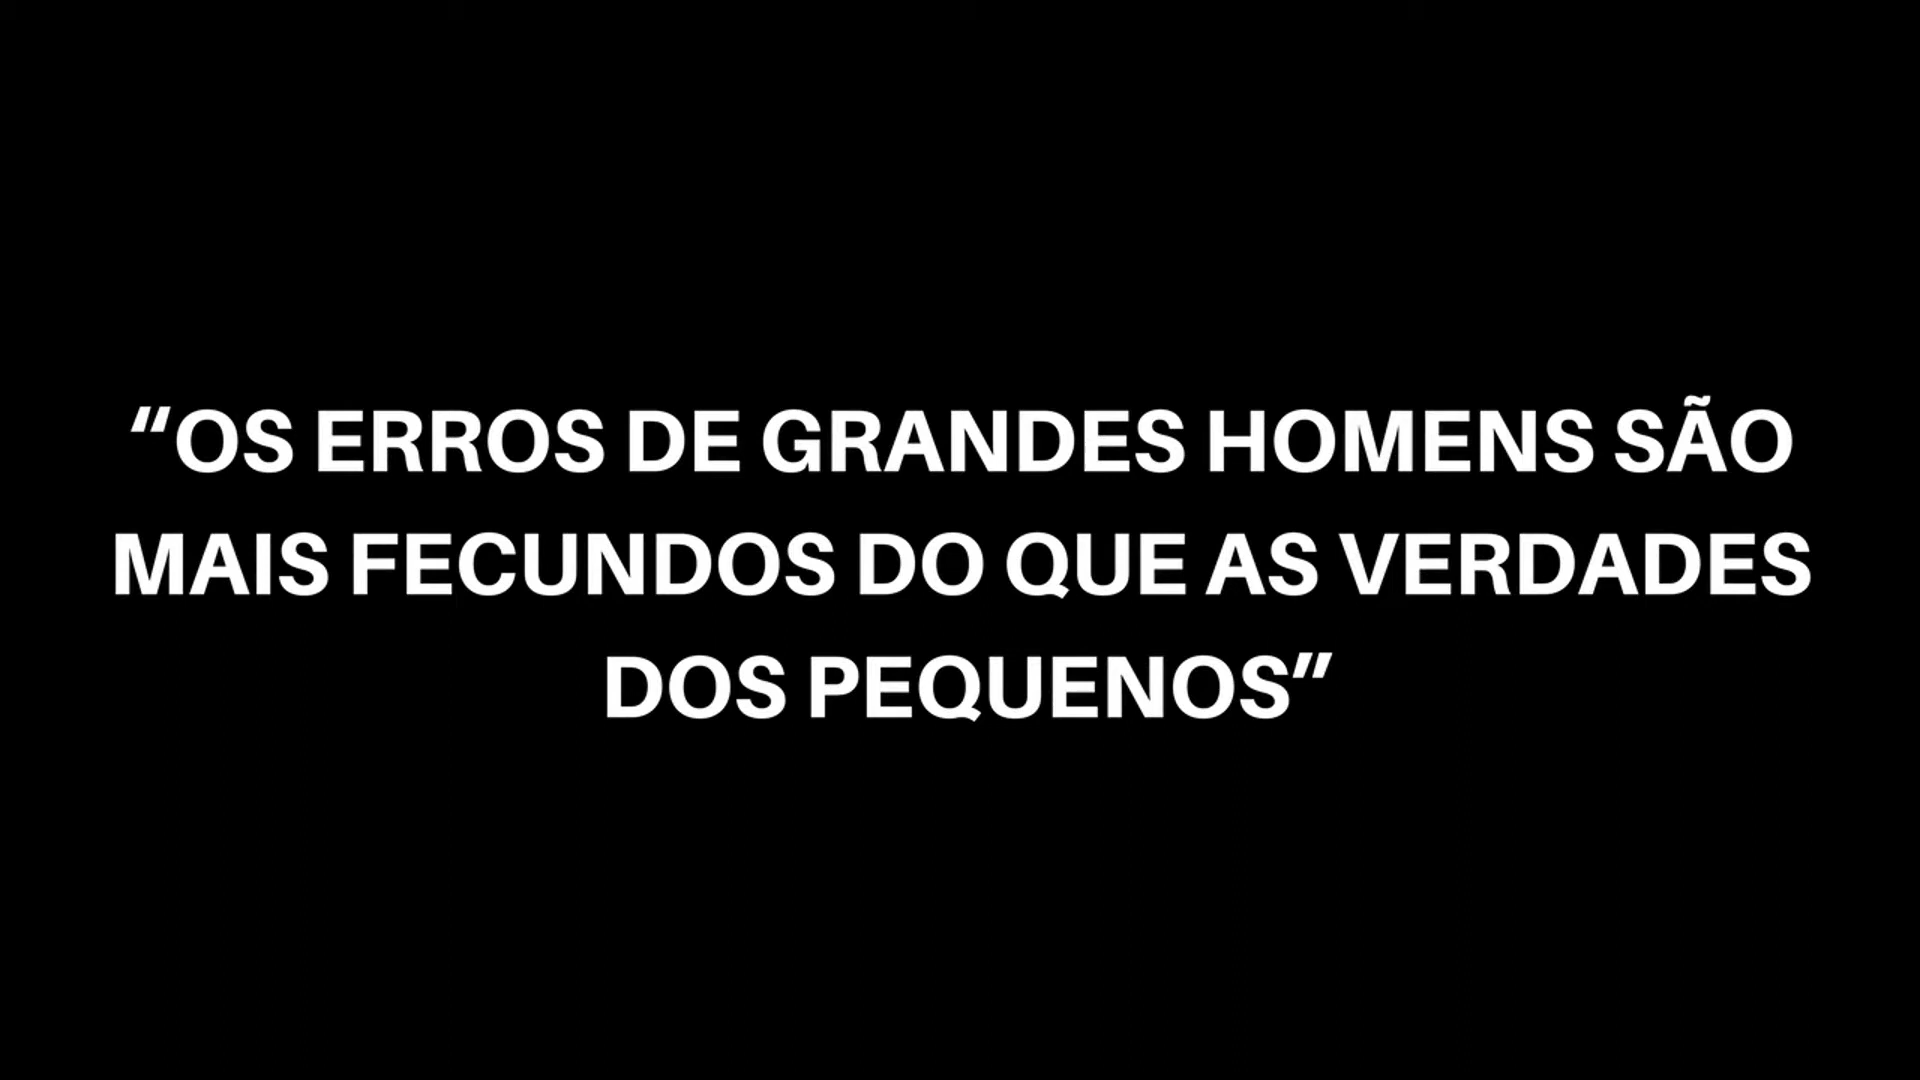 “OS ERROS DE GRANDES HOMENS SÃO
MAIS FECUNDOS DO QUE AS VERDADES
DOS PEQUENOS”